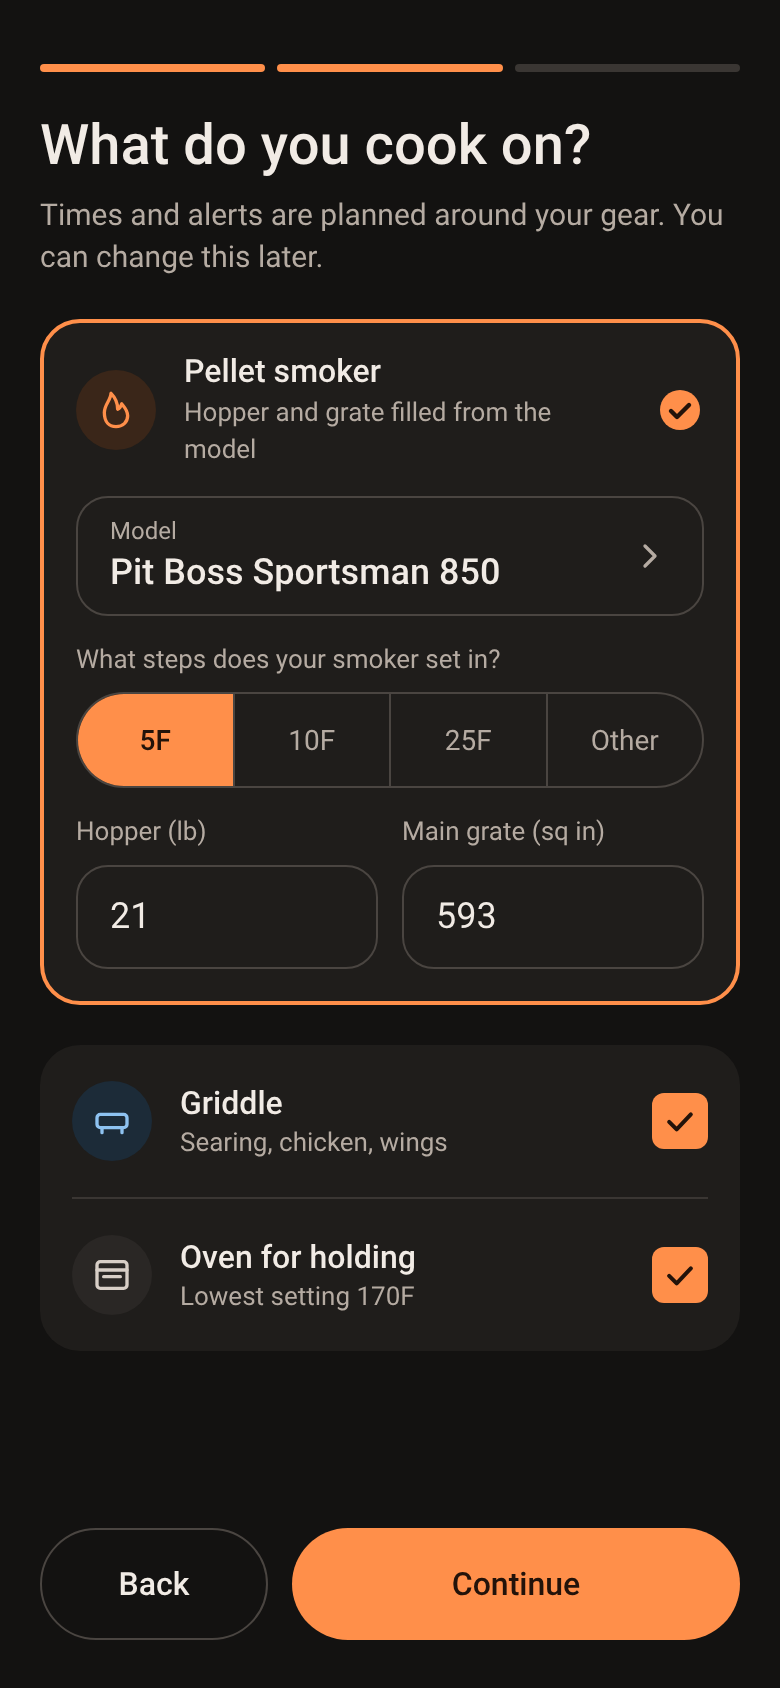 What do you cook on?
Times and alerts are planned around your gear. You
can change this later.
Pellet smoker
Hopper and grate filled from the
model
Model
Pit Boss Sportsman 850
What steps does your smoker set in?
5F
10F
25F
Other
Hopper (lb)
Main grate (sq in)
21
593
Griddle
Searing, chicken, wings
Oven for holding
Lowest setting 170F
Back
Continue